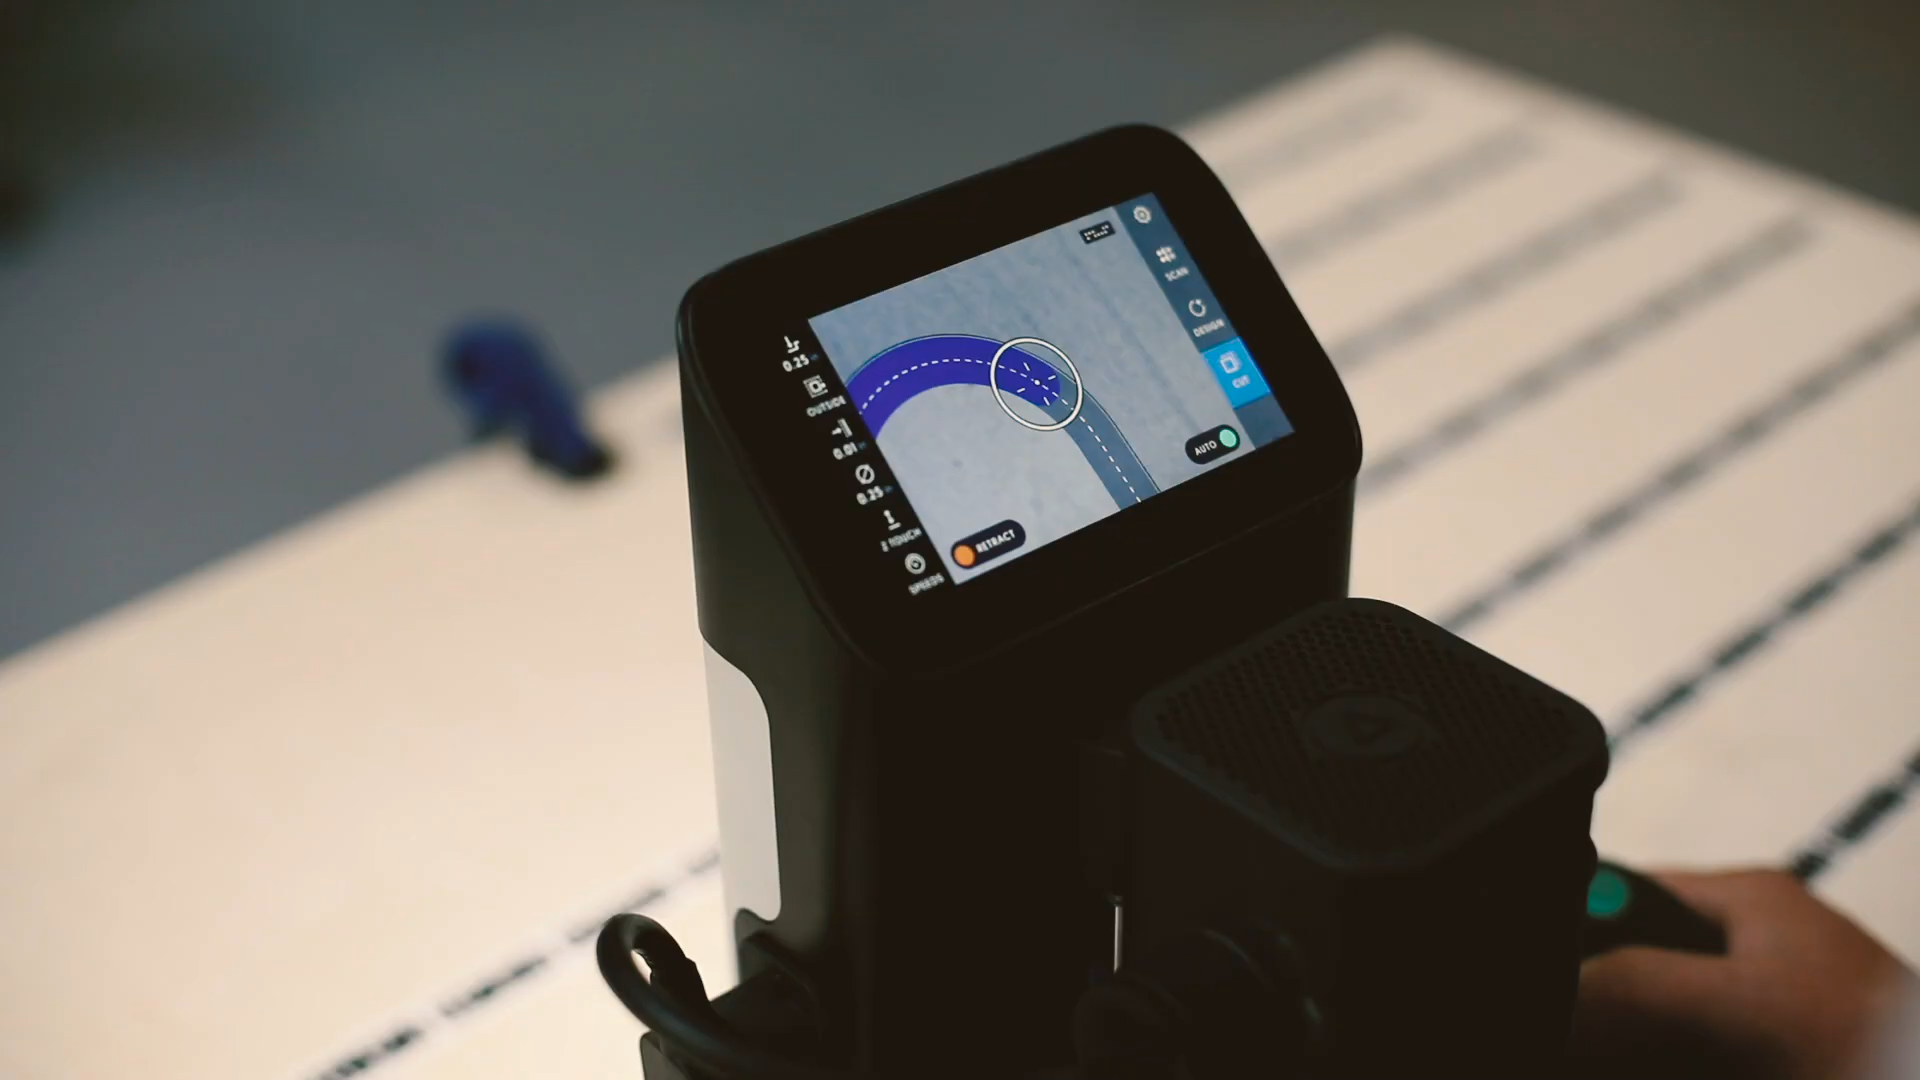 0.25
OUTSIDE
0.01
0.25
Z TOUCH
SPEEDS
SCAN
DESIGN
CUT
AUTO
RETRACT